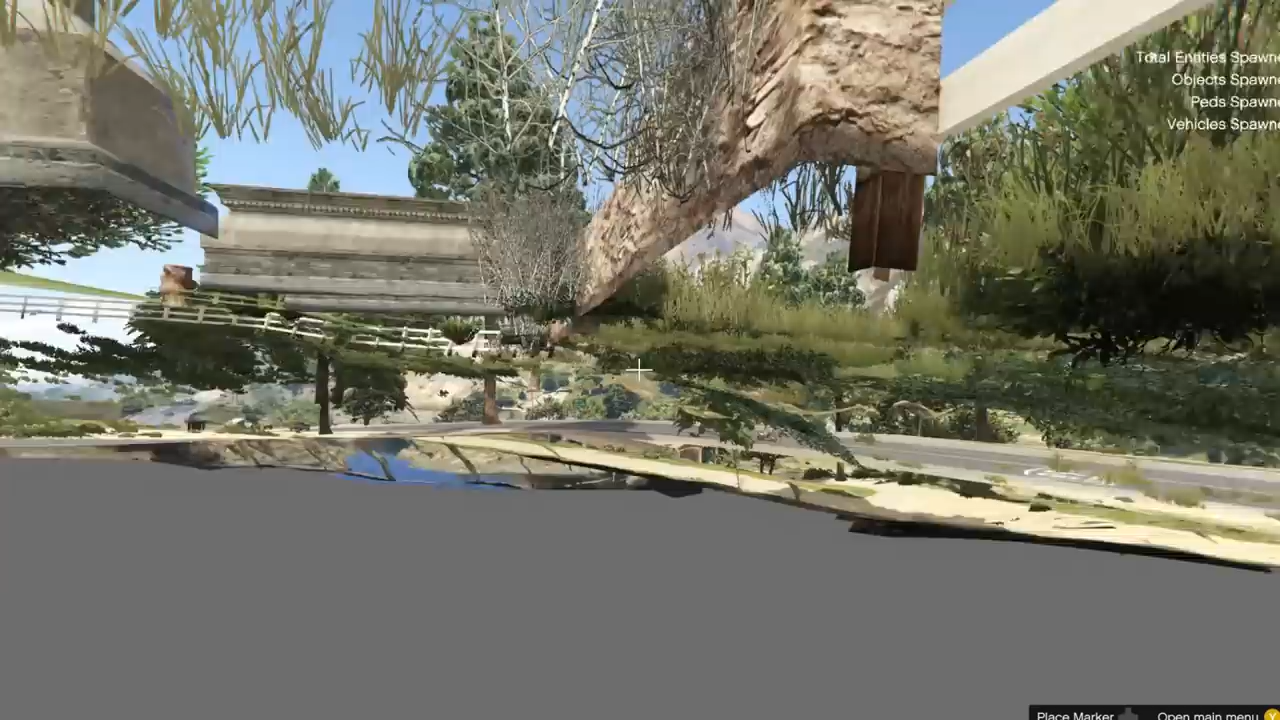 Total Entities Spawne
Objects Spawne
Peds Spawne
Vehicles Spawne
Place Marker Open main menu Y